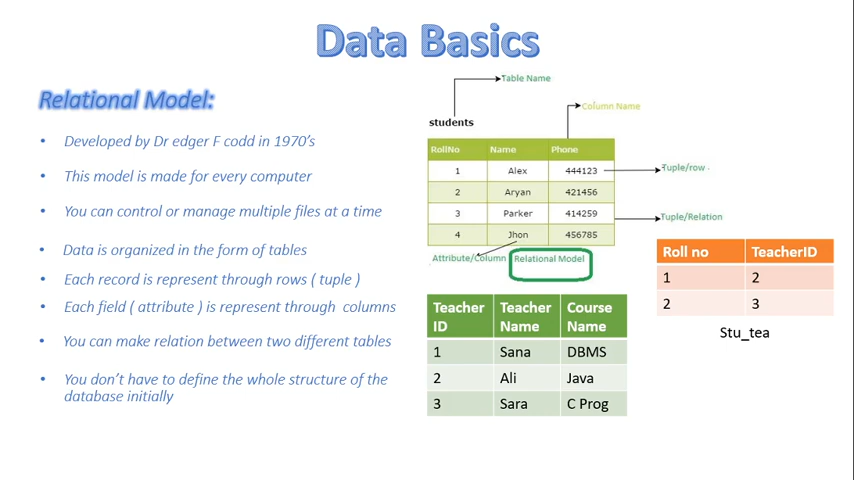 Data Basics
Relational Model:
• Developed by Dr edger F codd in 1970's
• This model is made for every computer
• You can control or manage multiple files at a time
• Data is organized in the form of tables
• Each record is represent through rows ( tuple )
• Each field ( attribute ) is represent through columns
• You can make relation between two different tables
• You don't have to define the whole structure of the
database initially
Table Name
Column Name
students
RollNo Name Phone
1 Alex 444123
2 Aryan 421456
3 Parker 414259
4 Jhon 456785
Tuple/row
Tuple/Relation
Attribute/Column
Relational Model
Teacher ID Teacher Name Course Name
1 Sana DBMS
2 Ali Java
3 Sara C Prog
Roll no TeacherID
1 2
2 3
Stu_tea